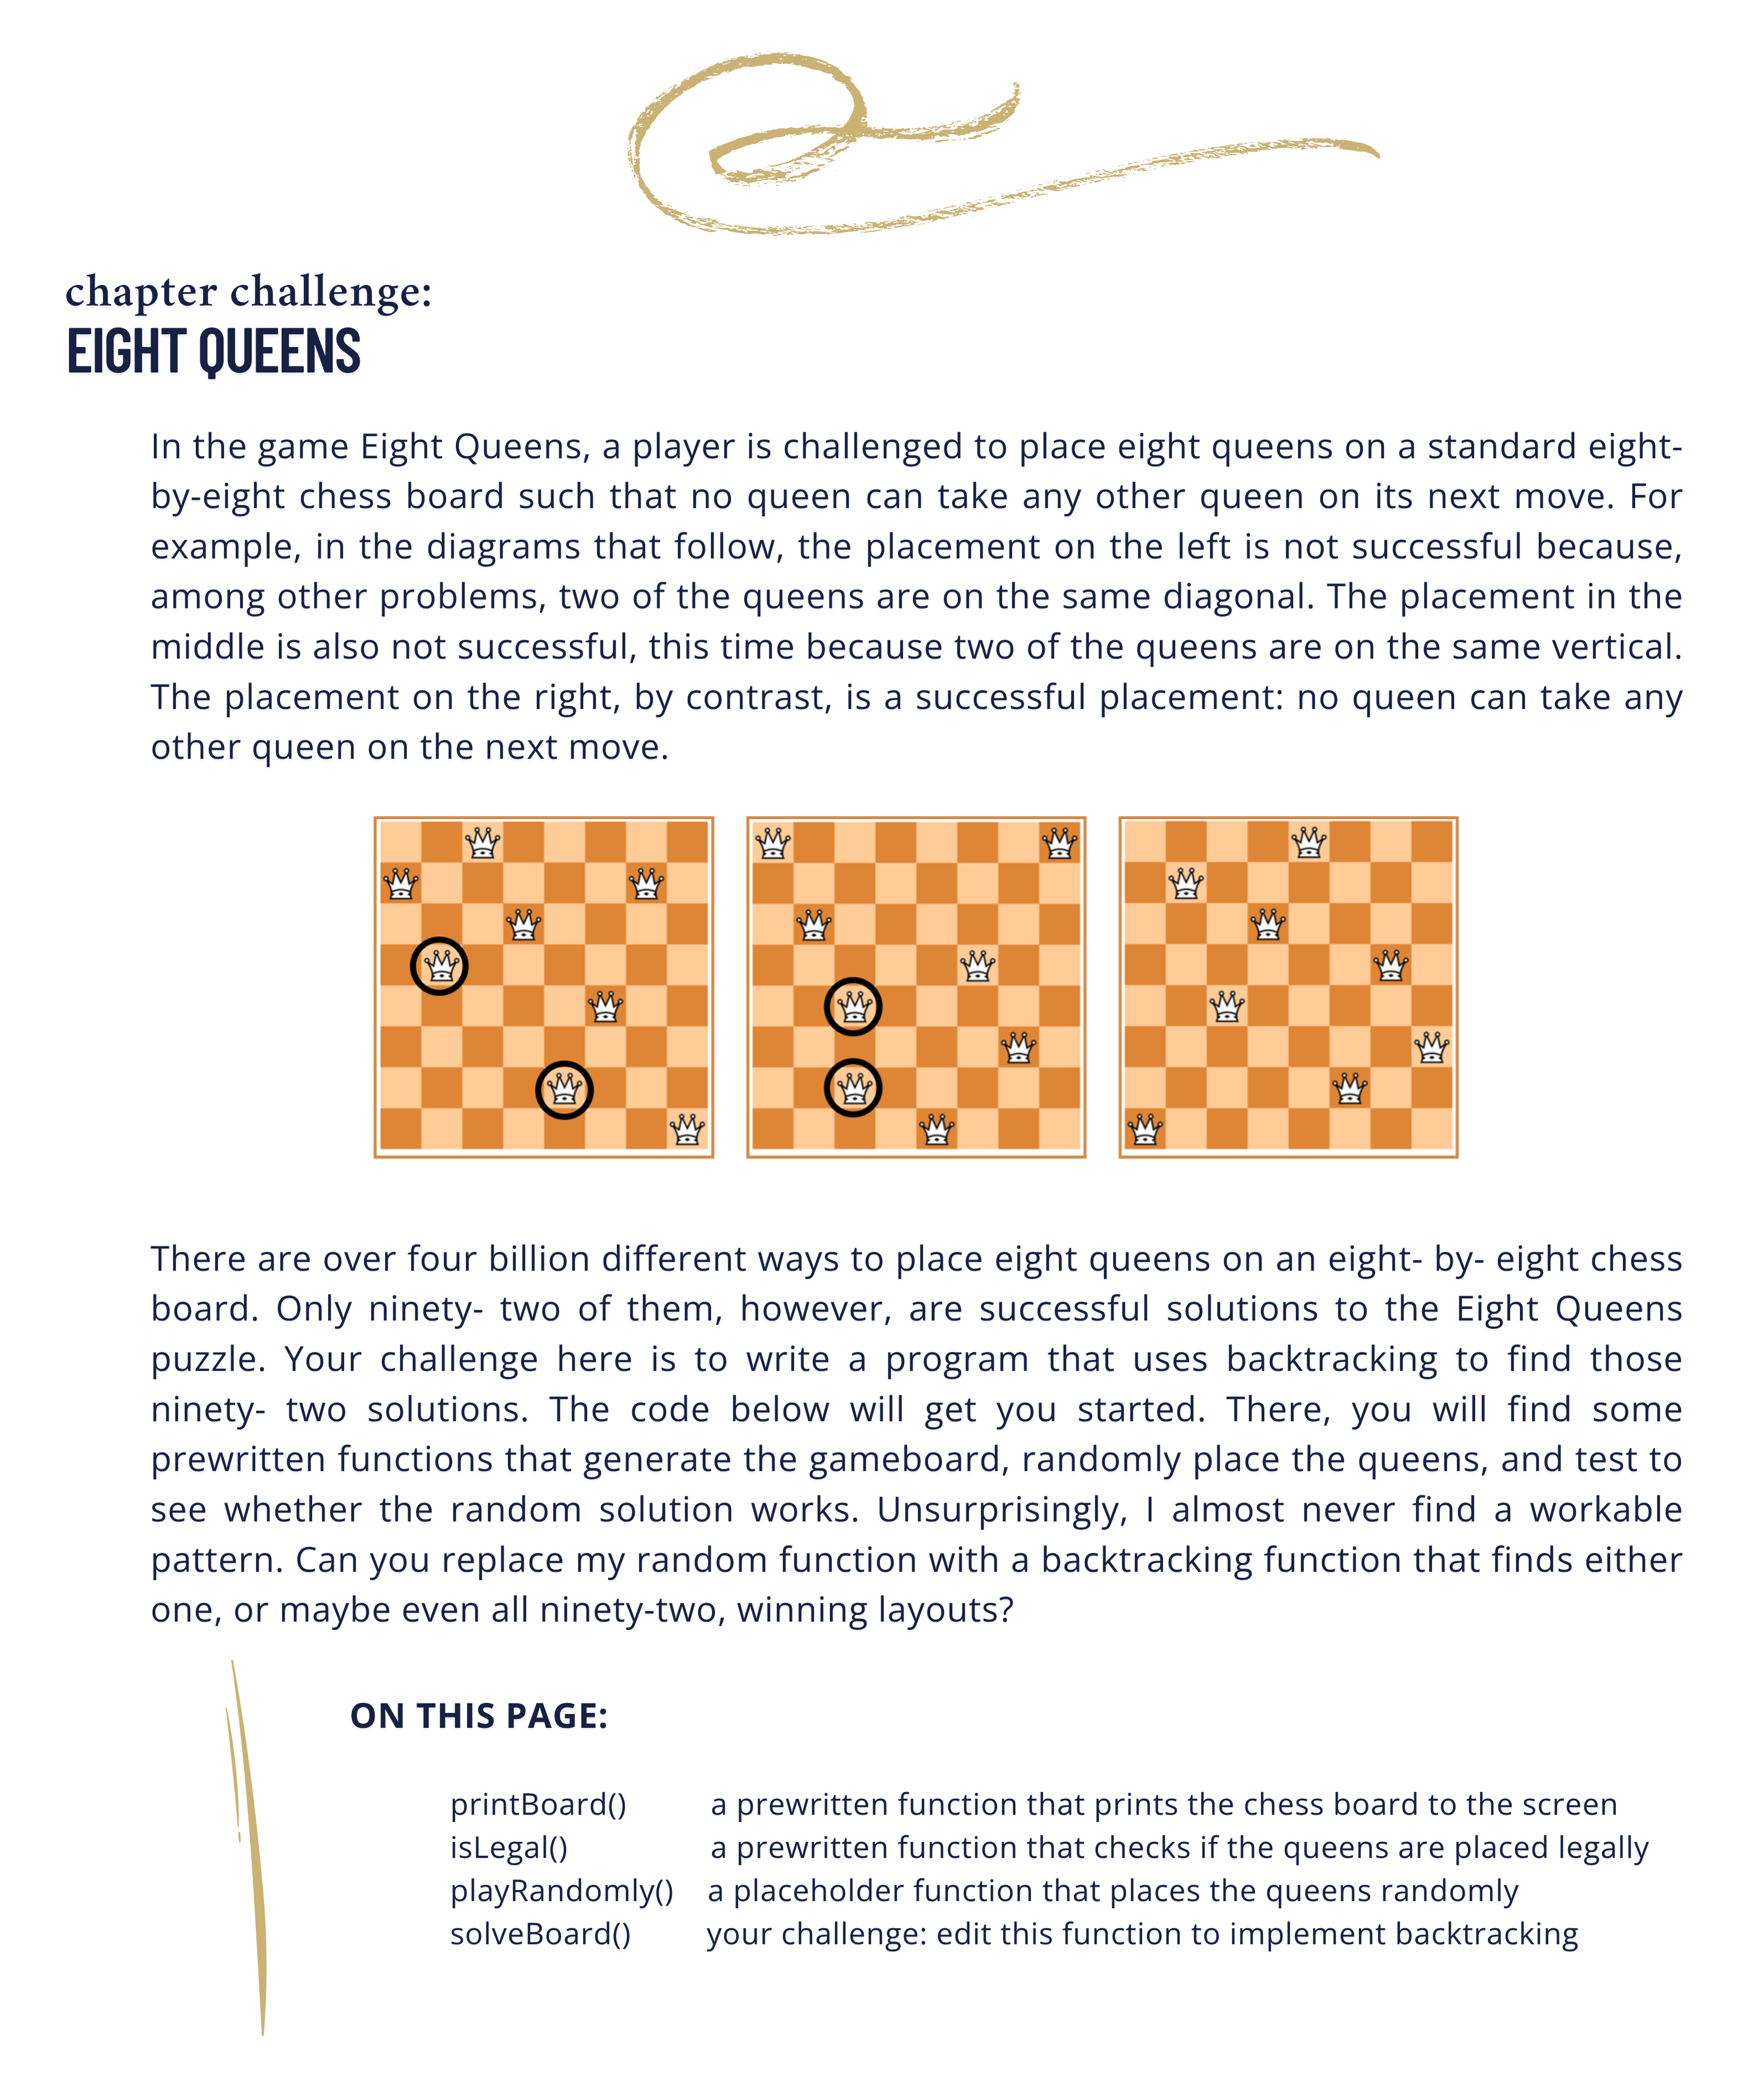 chapter challenge:
EIGHT QUEENS
In the game Eight Queens, a player is challenged to place eight queens on a standard eight-
by-eight chess board such that no queen can take any other queen on its next move. For
example, in the diagrams that follow, the placement on the left is not successful because,
among other problems, two of the queens are on the same diagonal. The placement in the
middle is also not successful, this time because two of the queens are on the same vertical.
The placement on the right, by contrast, is a successful placement: no queen can take any
other queen on the next move.
There are over four billion different ways to place eight queens on an eight- by- eight chess
board. Only ninety- two of them, however, are successful solutions to the Eight Queens
puzzle. Your challenge here is to write a program that uses backtracking to find those
ninety- two solutions. The code below will get you started. There, you will find some
prewritten functions that generate the gameboard, randomly place the queens, and test to
see whether the random solution works. Unsurprisingly, I almost never find a workable
pattern. Can you replace my random function with a backtracking function that finds either
one, or maybe even all ninety-two, winning layouts?
ON THIS PAGE:
printBoard() a prewritten function that prints the chess board to the screen
isLegal() a prewritten function that checks if the queens are placed legally
playRandomly() a placeholder function that places the queens randomly
solveBoard() your challenge: edit this function to implement backtracking